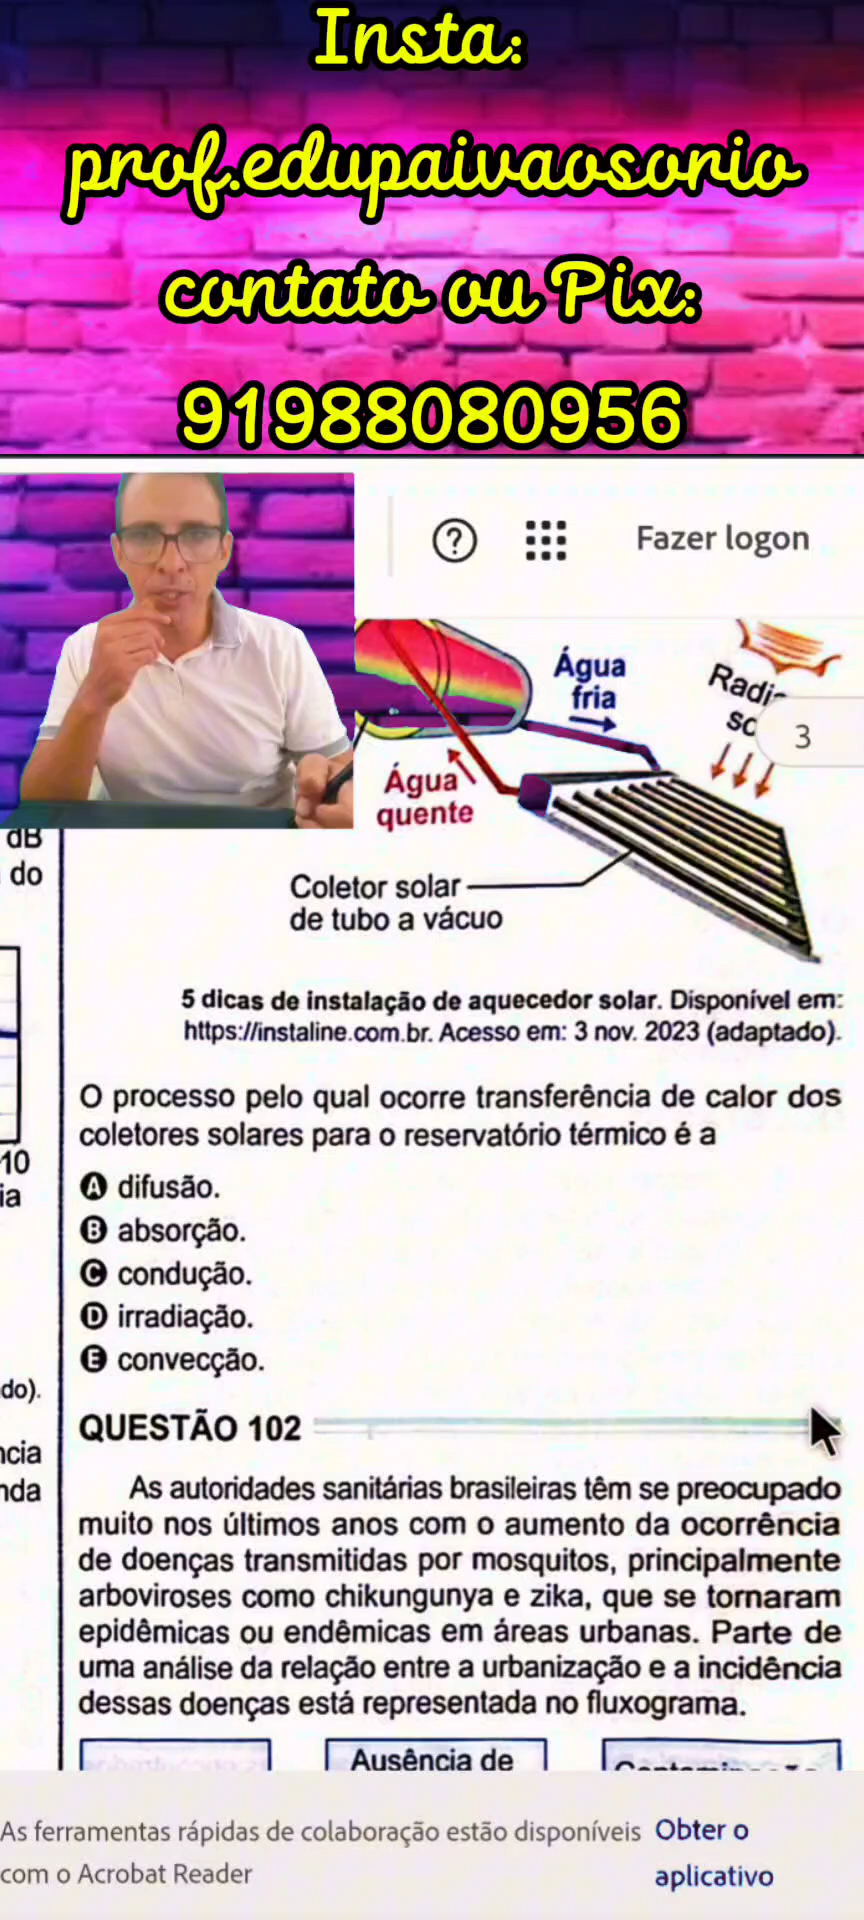 Insta:
prof.edupaivaosorio
contato ou Pix:
91988080956
?
Fazer logon
Água
fria
3
Água
quente
dB
do
Coletor solar
de tubo a vácuo
5 dicas de instalação de aquecedor solar. Disponível em:
https://instaline.com.br. Acesso em: 3 nov. 2023 (adaptado).
O processo pelo qual ocorre transferência de calor dos
coletores solares para o reservatório térmico é a
10
ia
A difusão.
B absorção.
C condução.
D irradiação.
E convecção.
do).
QUESTÃO 102
ncia
nda
As autoridades sanitárias brasileiras têm se preocupado
muito nos últimos anos com o aumento da ocorrência
de doenças transmitidas por mosquitos, principalmente
arboviroses como chikungunya e zika, que se tornaram
epidêmicas ou endêmicas em áreas urbanas. Parte de
uma análise da relação entre a urbanização e a incidência
dessas doenças está representada no fluxograma.
Ausência de
As ferramentas rápidas de colaboração estão disponíveis
com o Acrobat Reader
Obter o
aplicativo